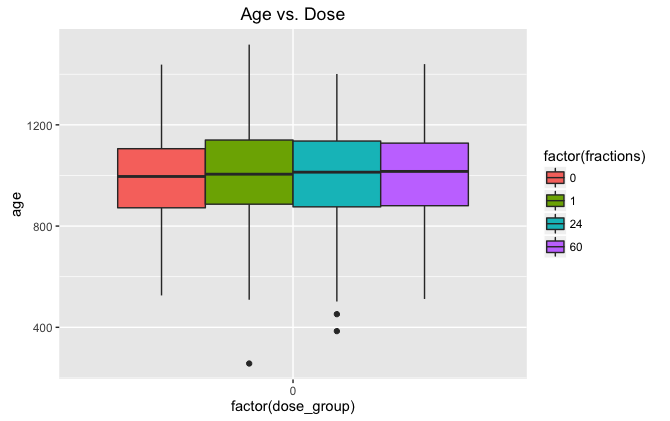 Age vs. Dose
1200
800
400
age
0
factor(dose_group)
factor(fractions)
0
1
24
60